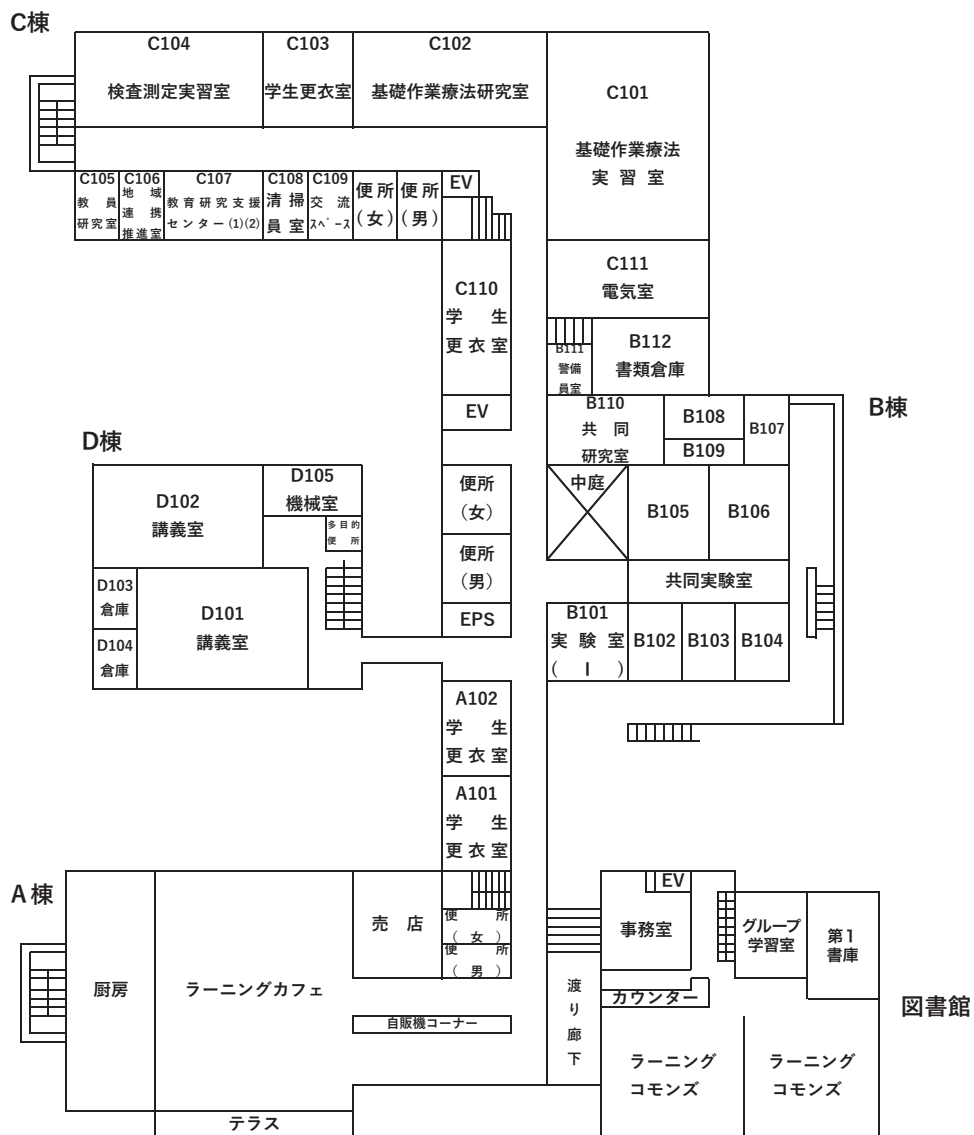 C棟
C104
検査測定実習室
C103
学生更衣室
C102
基礎作業療法研究室
C101
基礎作業療法
実習室
C105
教員
研究室
C106
地域
連携
推進室
C107
教育研究支援
センター(1)(2)
C108
清掃
員室
C109
交流
スペース
便所
(女)
便所
(男)
EV
C110
学生
更衣室
C111
電気室
B111
警備
員室
B112
書類倉庫
EV
B棟
B110
共同
研究室
B108
B109
B107
D棟
D102
講義室
D105
機械室
多目的
便所
D103
倉庫
D104
倉庫
D101
講義室
便所
(女)
便所
(男)
EPS
中庭
B105
B106
共同実験室
B101
実験室
(I)
B102
B103
B104
A102
学生
更衣室
A101
学生
更衣室
A棟
厨房
ラーニングカフェ
売店
便所
(女)
便所
(男)
自販機コーナー
テラス
渡り廊下
EV
事務室
カウンター
グループ
学習室
第1
書庫
図書館
ラーニング
コモンズ
ラーニング
コモンズ